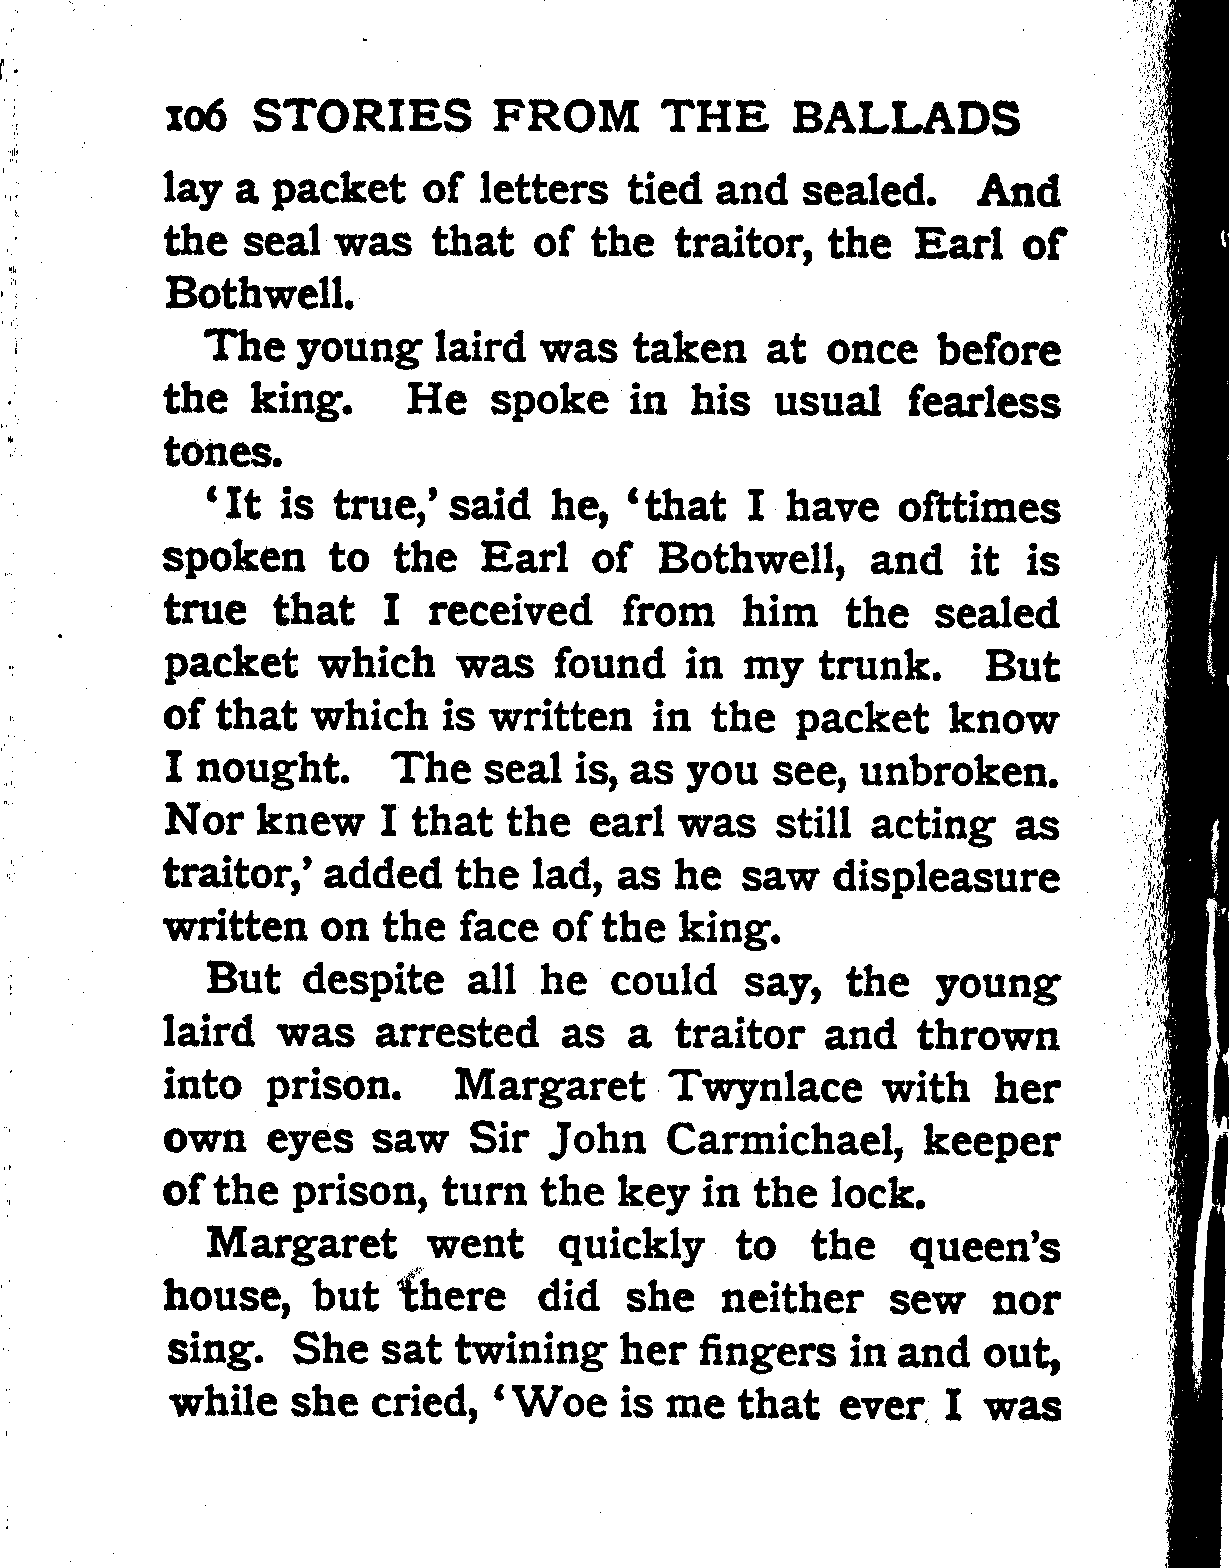 106 STORIES FROM THE BALLADS
lay a packet of letters tied and sealed. And
the seal was that of the traitor, the Earl of
Bothwell.
The young laird was taken at once before
the king. He spoke in his usual fearless
tones.
‘It is true,’ said he, ‘that I have ofttimes
spoken to the Earl of Bothwell, and it is
true that I received from him the sealed
packet which was found in my trunk. But
of that which is written in the packet know
I nought. The seal is, as you see, unbroken.
Nor knew I that the earl was still acting as
traitor,’ added the lad, as he saw displeasure
written on the face of the king.
But despite all he could say, the young
laird was arrested as a traitor and thrown
into prison. Margaret Twynlace with her
own eyes saw Sir John Carmichael, keeper
of the prison, turn the key in the lock.
Margaret went quickly to the queen’s
house, but there did she neither sew nor
sing. She sat twining her fingers in and out,
while she cried, ‘Woe is me that ever I was